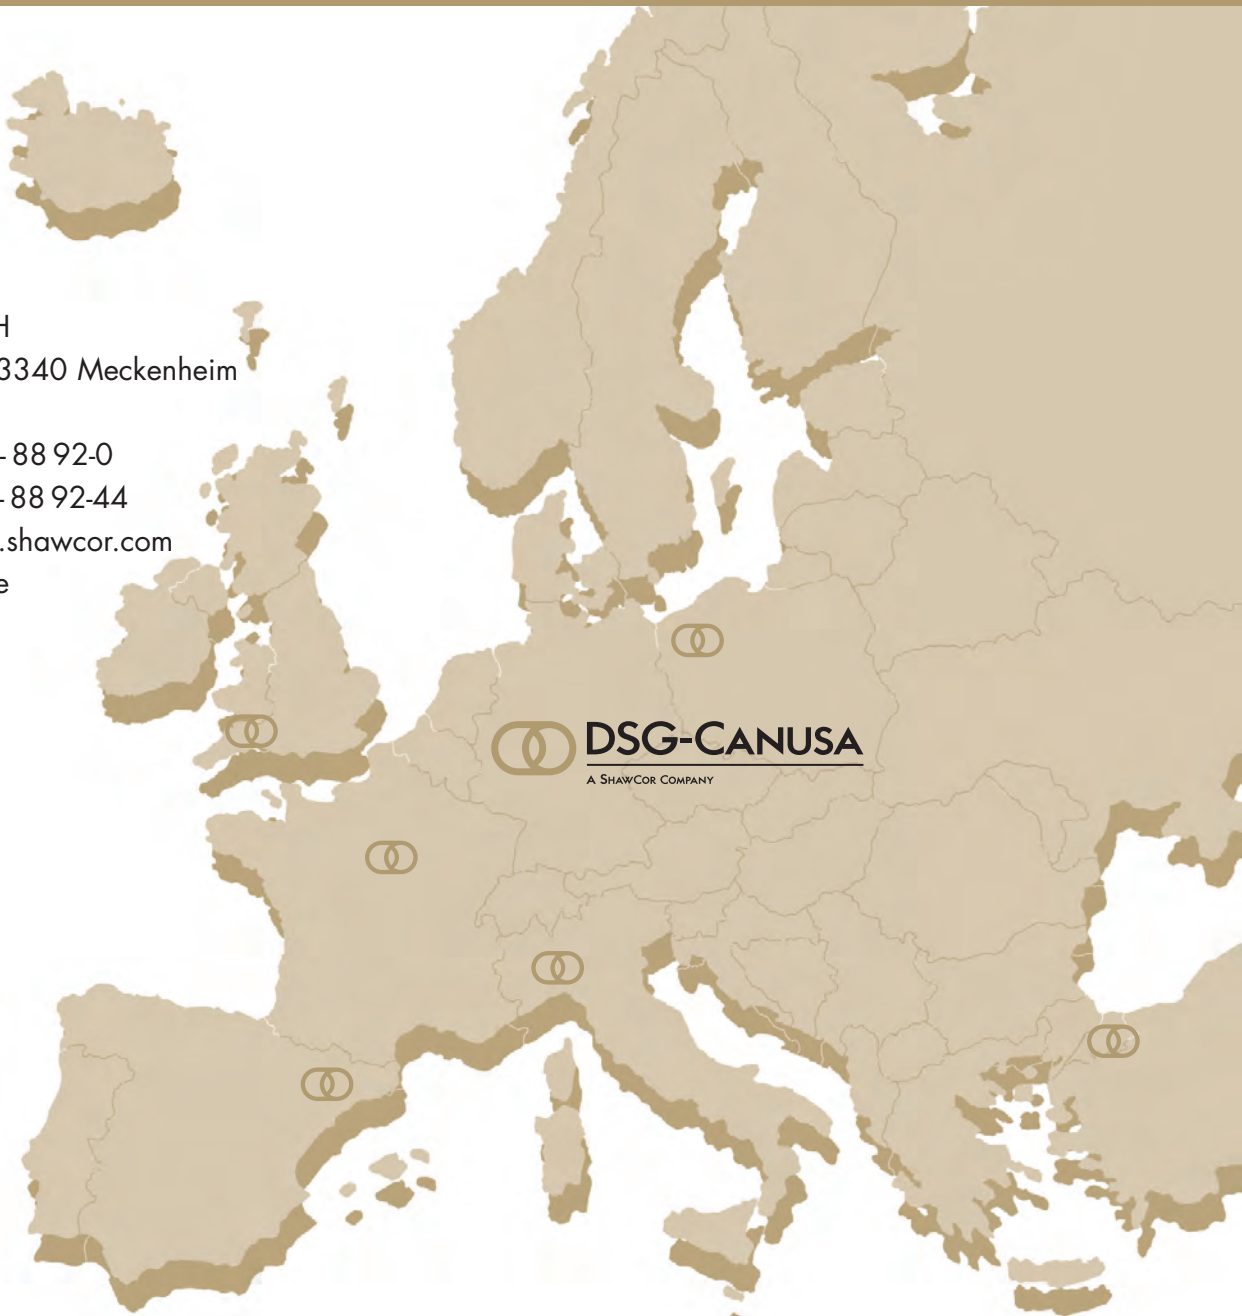 H
3340 Meckenheim
- 88 92-0
- 88 92-44
.shawcor.com
e
DSG-CANUSA
A SHAWCOR COMPANY